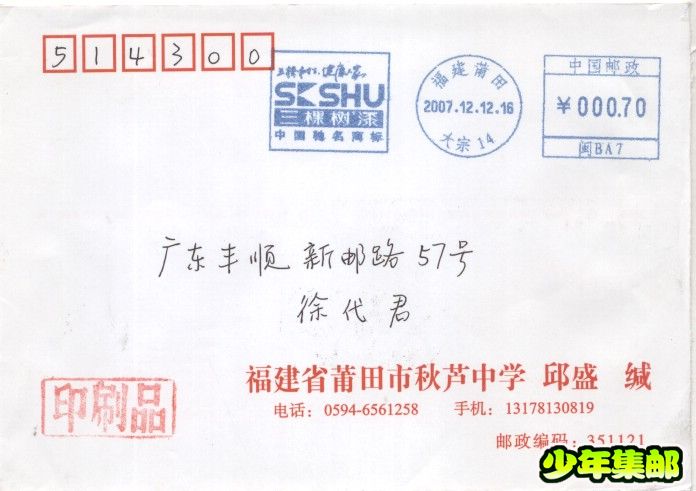 514300
三棵树,健康人家
SKSHU
三棵树漆
中国驰名商标
福建莆田
2007.12.12.16
大宗14
中国邮政
¥000.70
闽BA7
广东丰顺 新邮路57号
徐代君
福建省莆田市秋芦中学 邱盛 缄
电话:0594-6561258 手机:13178130819
邮政编码:351121
印刷品
少年集邮